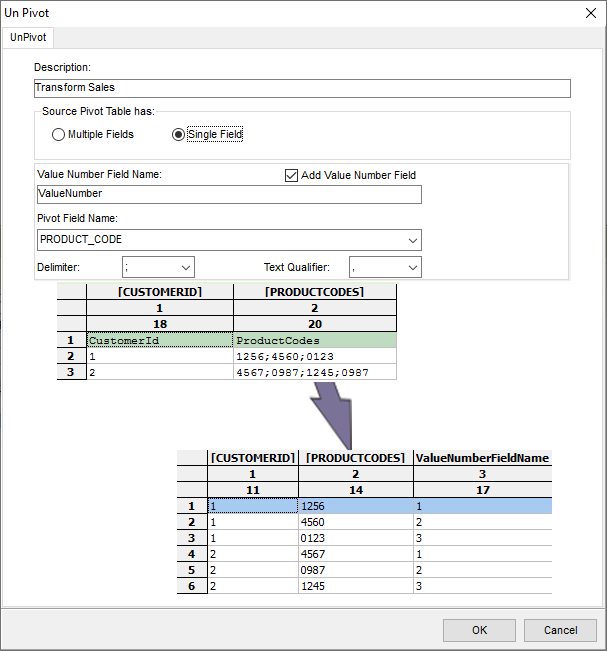 Un Pivot
UnPivot
Description:
Transform Sales
Source Pivot Table has:
Multiple Fields Single Field
Value Number Field Name: Add Value Number Field
ValueNumber
Pivot Field Name:
PRODUCT_CODE
Delimiter: ; Text Qualifier: ,
[CUSTOMERID] [PRODUCTCODES]
1 2
18 20
1 CustomerId ProductCodes
2 1 1256;4560;0123
3 2 4567;0987;1245;0987
[CUSTOMERID] [PRODUCTCODES] ValueNumberFieldName
1 2 3
11 14 17
1 1 1256 1
2 1 4560 2
3 1 0123 3
4 2 4567 1
5 2 0987 2
6 2 1245 3
OK Cancel